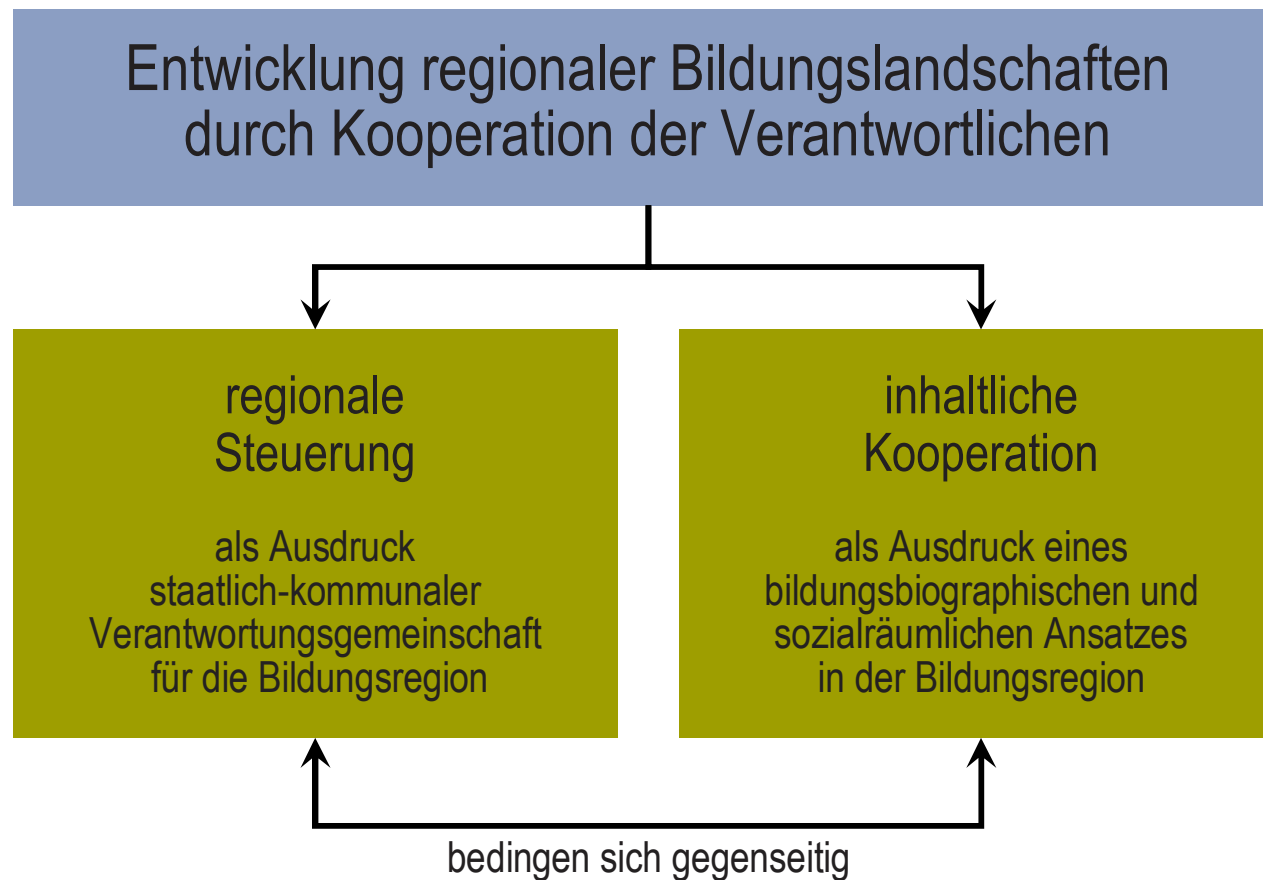 Entwicklung regionaler Bildungslandschaften
durch Kooperation der Verantwortlichen
regionale
Steuerung
als Ausdruck
staatlich-kommunaler
Verantwortungsgemeinschaft
für die Bildungsregion
inhaltliche
Kooperation
als Ausdruck eines
bildungsbiographischen und
sozialräumlichen Ansatzes
in der Bildungsregion
bedingen sich gegenseitig